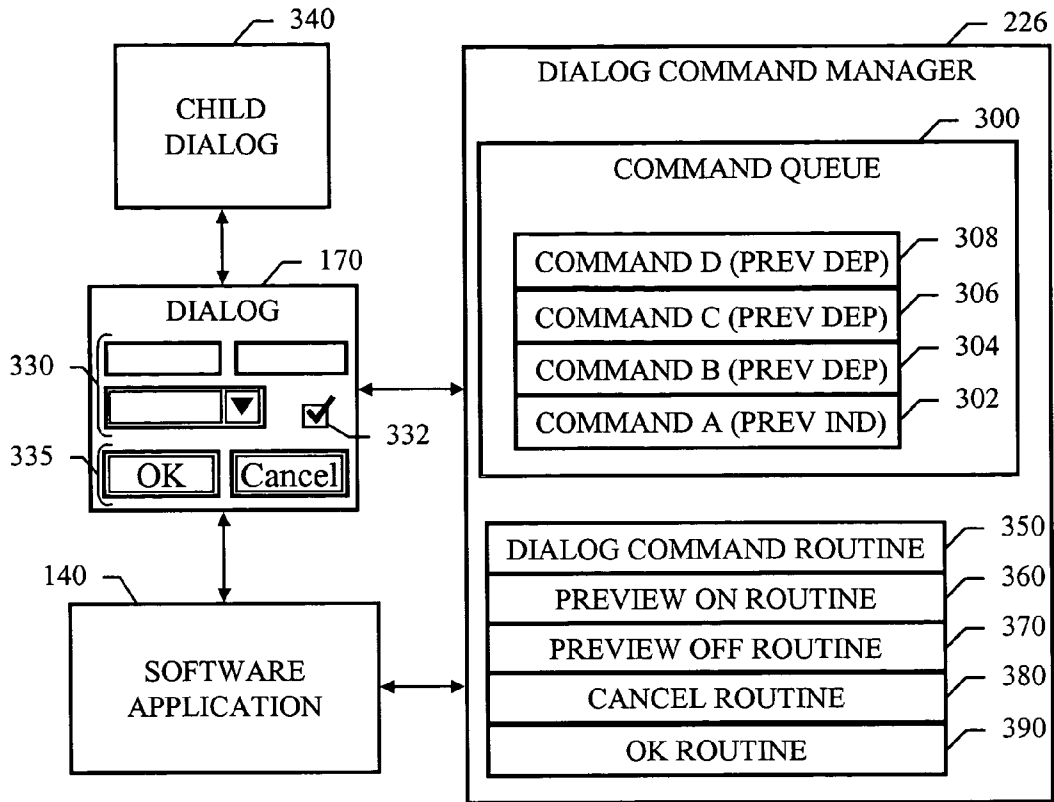 340
CHILD
DIALOG
170
DIALOG
330
332
335
OK Cancel
140
SOFTWARE
APPLICATION
226
DIALOG COMMAND MANAGER
300
COMMAND QUEUE
COMMAND D (PREV DEP) 308
COMMAND C (PREV DEP) 306
COMMAND B (PREV DEP) 304
COMMAND A (PREV IND) 302
DIALOG COMMAND ROUTINE 350
PREVIEW ON ROUTINE 360
PREVIEW OFF ROUTINE 370
CANCEL ROUTINE 380
OK ROUTINE 390